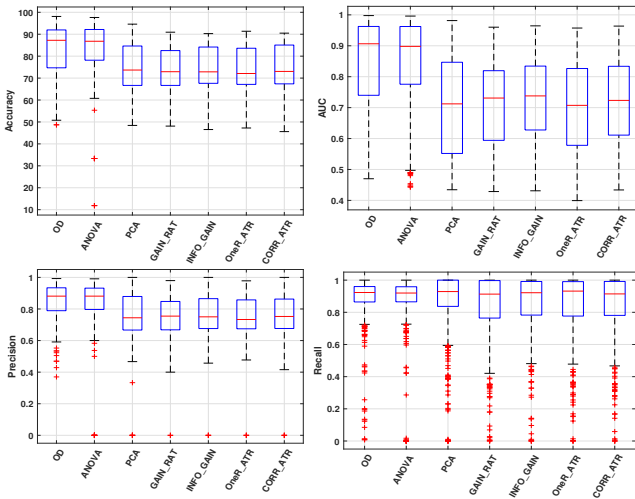 100
90
80
70
60
50
40
30
20
10
Accuracy
OD
ANOVA
PCA
GAIN_RAT
INFO_GAIN
OneR_ATR
CORR_ATR
1
0.9
0.8
0.7
0.6
0.5
0.4
AUC
OD
ANOVA
PCA
GAIN_RAT
INFO_GAIN
OneR_ATR
CORR_ATR
1
0.8
0.6
0.4
0.2
0
Precision
OD
ANOVA
PCA
GAIN_RAT
INFO_GAIN
OneR_ATR
CORR_ATR
1
0.8
0.6
0.4
0.2
0
Recall
OD
ANOVA
PCA
GAIN_RAT
INFO_GAIN
OneR_ATR
CORR_ATR